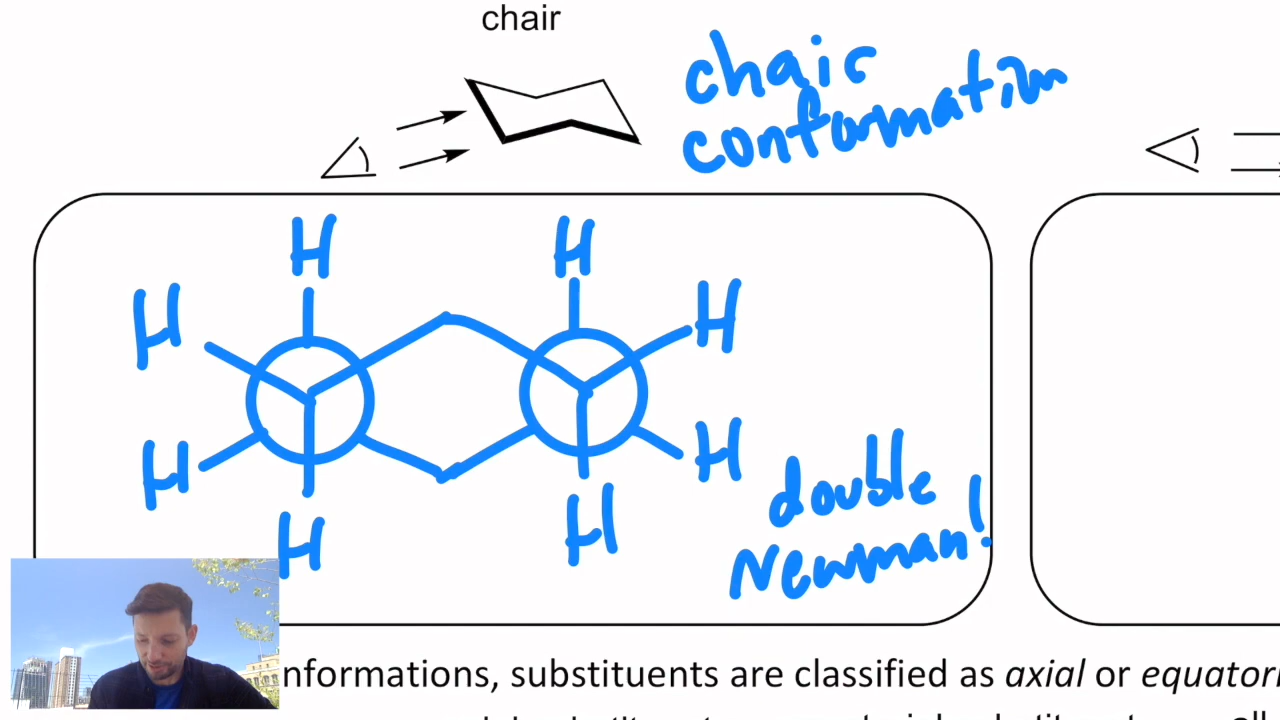 chair
chair
conformation
H H
H H
H H
H H
double
Newman!
nformations, substituents are classified as axial or equatori